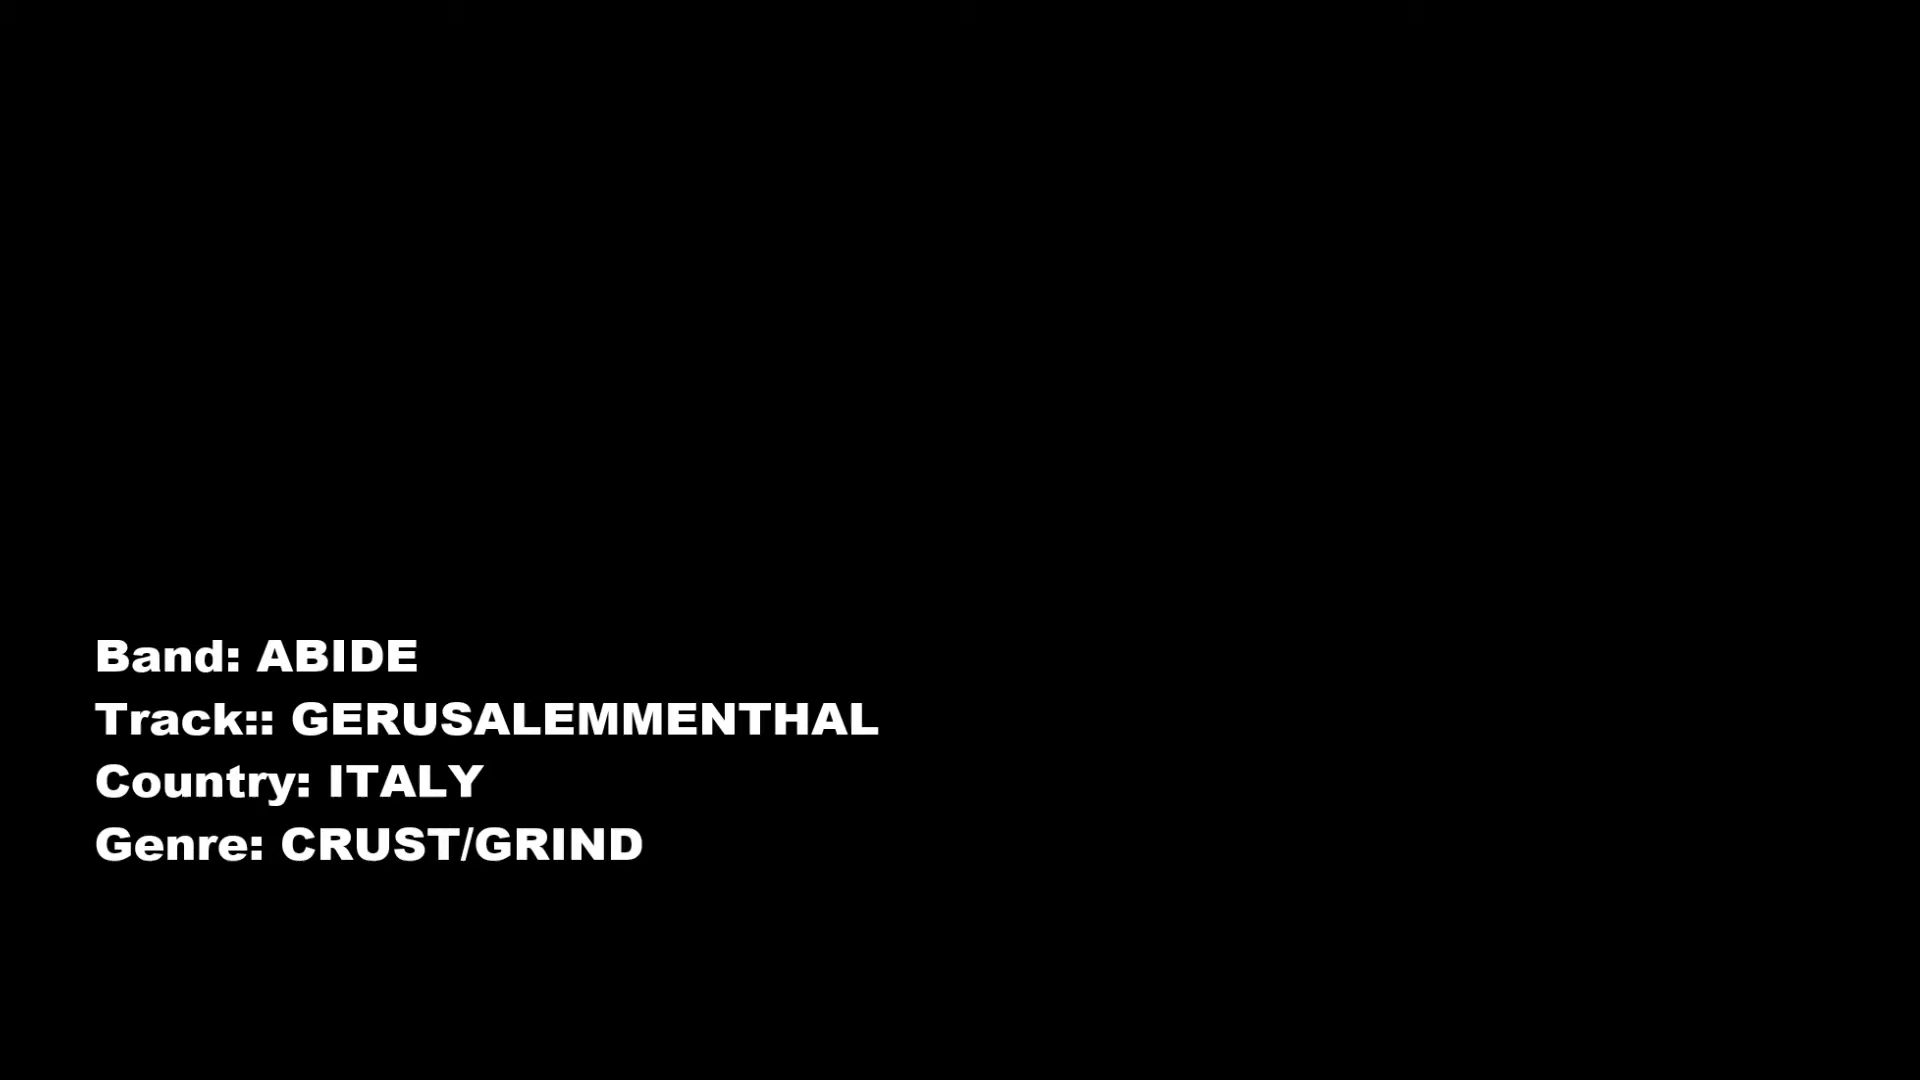 Band: ABIDE
Track:: GERUSALEMMENTHAL
Country: ITALY
Genre: CRUST/GRIND